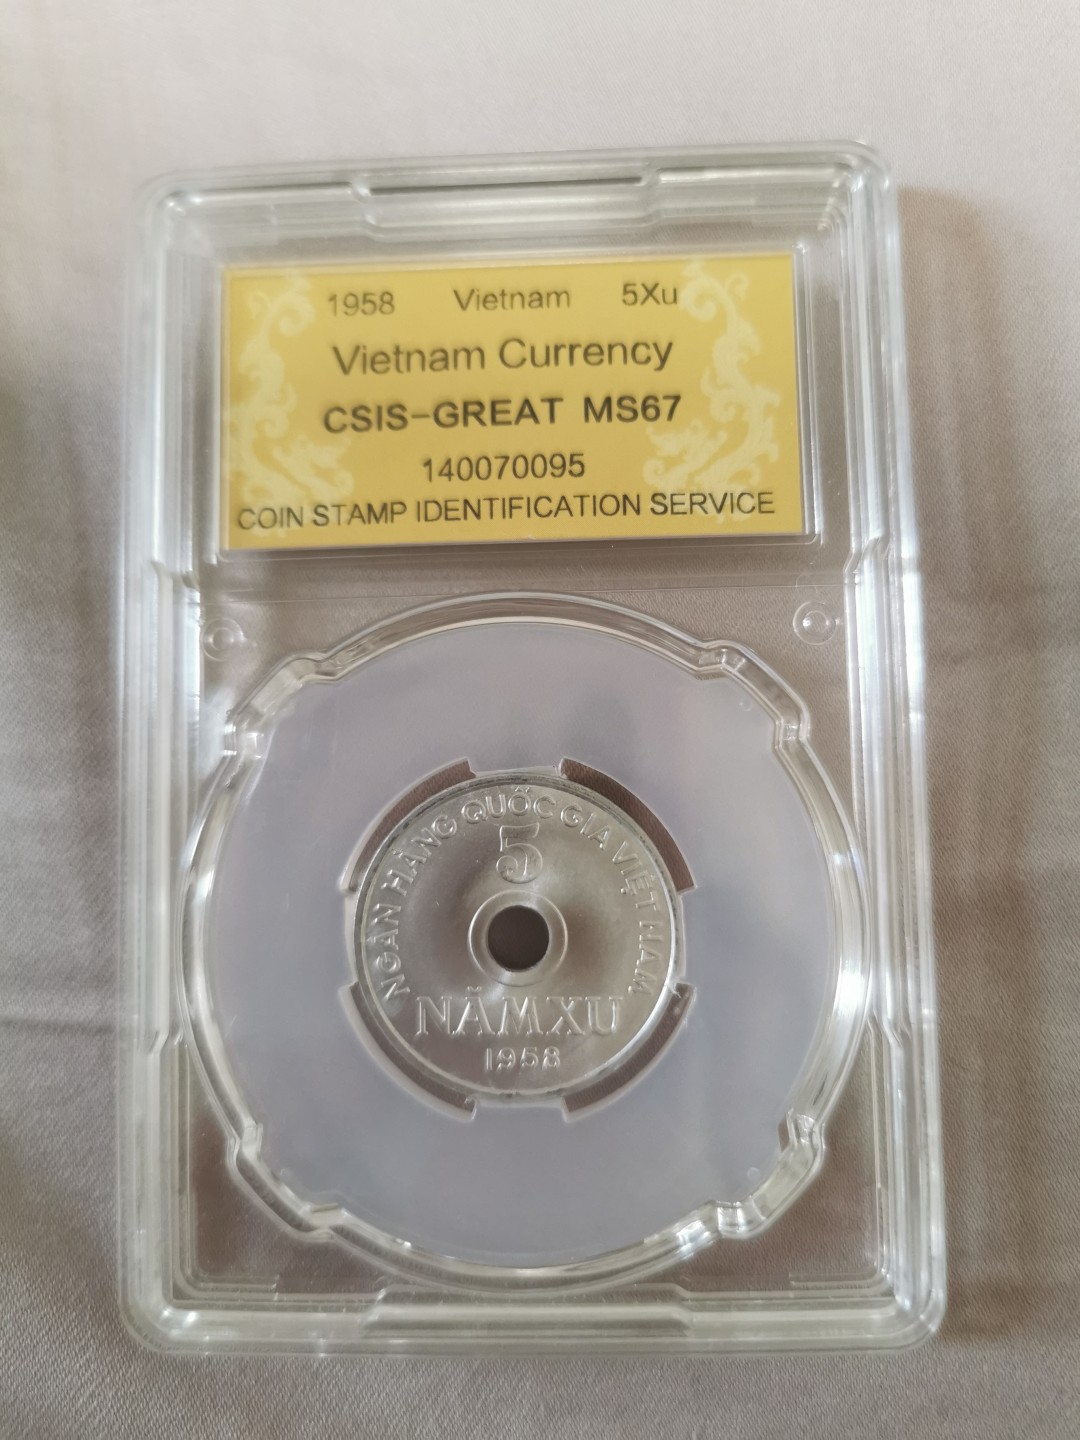 1958 Vietnam 5Xu
Vietnam Currency
CSIS-GREAT MS67
140070095
COIN STAMP IDENTIFICATION SERVICE
NGÂN HÀNG QUỐC GIA VIỆT NAM
5
NĂM XU
1958